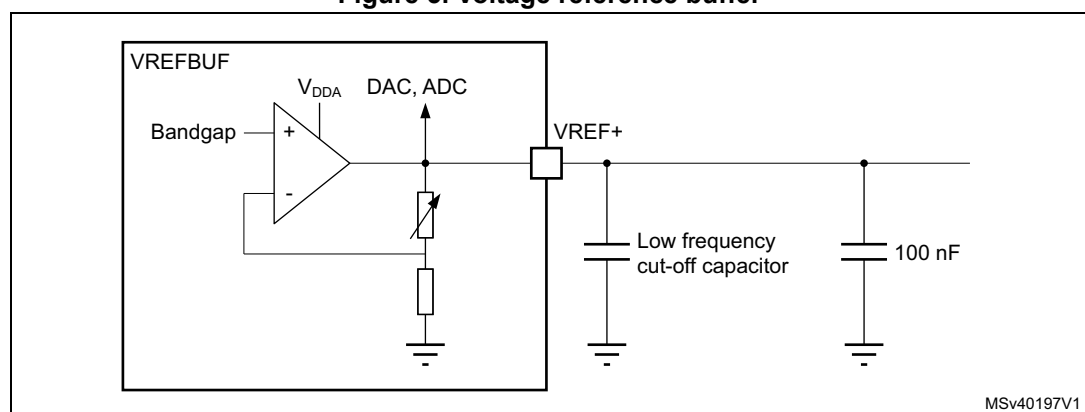 Figure 3. Voltage reference buffer
VREFBUF
VDDA
DAC, ADC
Bandgap
+
-
VREF+
Low frequency
cut-off capacitor
100 nF
MSv40197V1